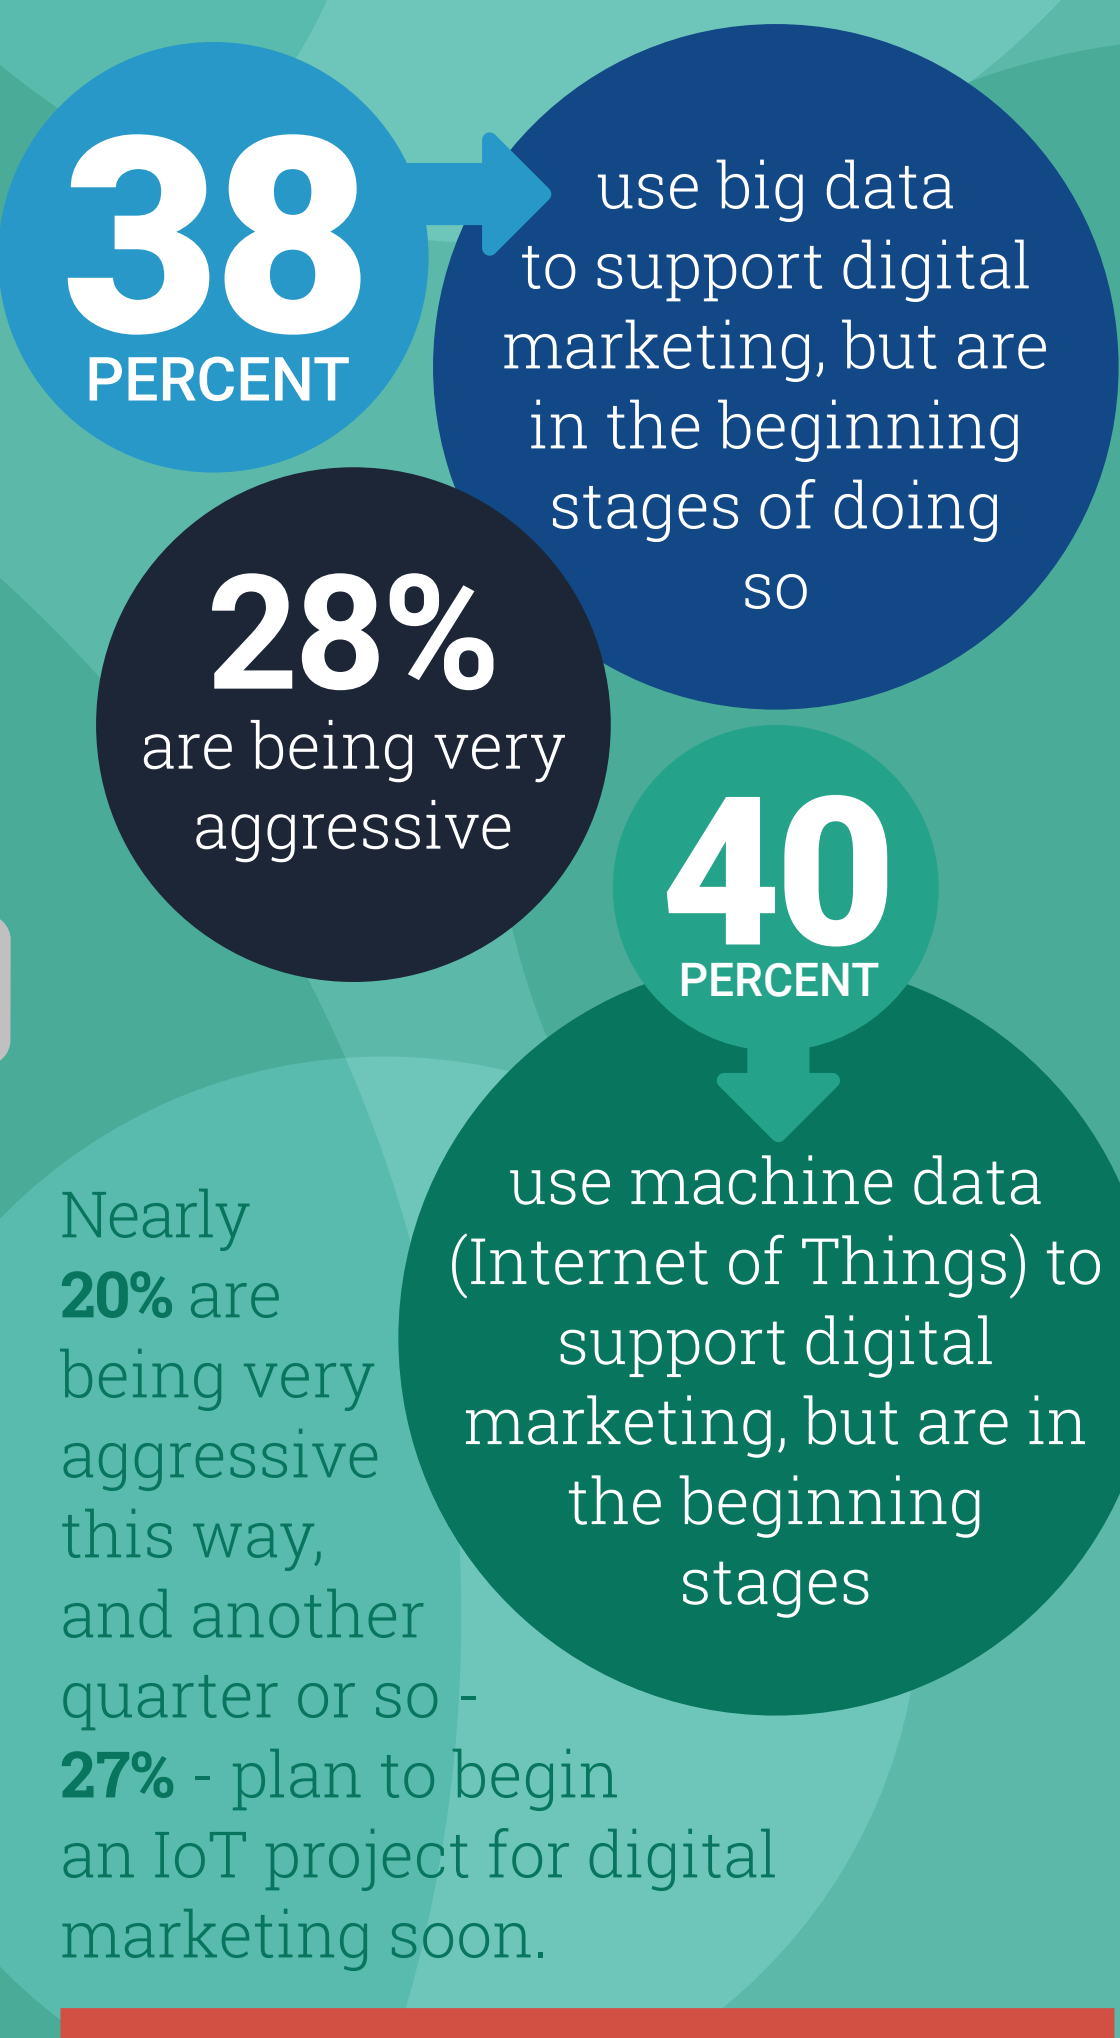 38
PERCENT
use big data
to support digital
marketing, but are
in the beginning
stages of doing
so
28%
are being very
aggressive
40
PERCENT
use machine data
(Internet of Things) to
support digital
marketing, but are in
the beginning
stages
Nearly
20% are
being very
aggressive
this way,
and another
quarter or so -
27% - plan to begin
an IoT project for digital
marketing soon.